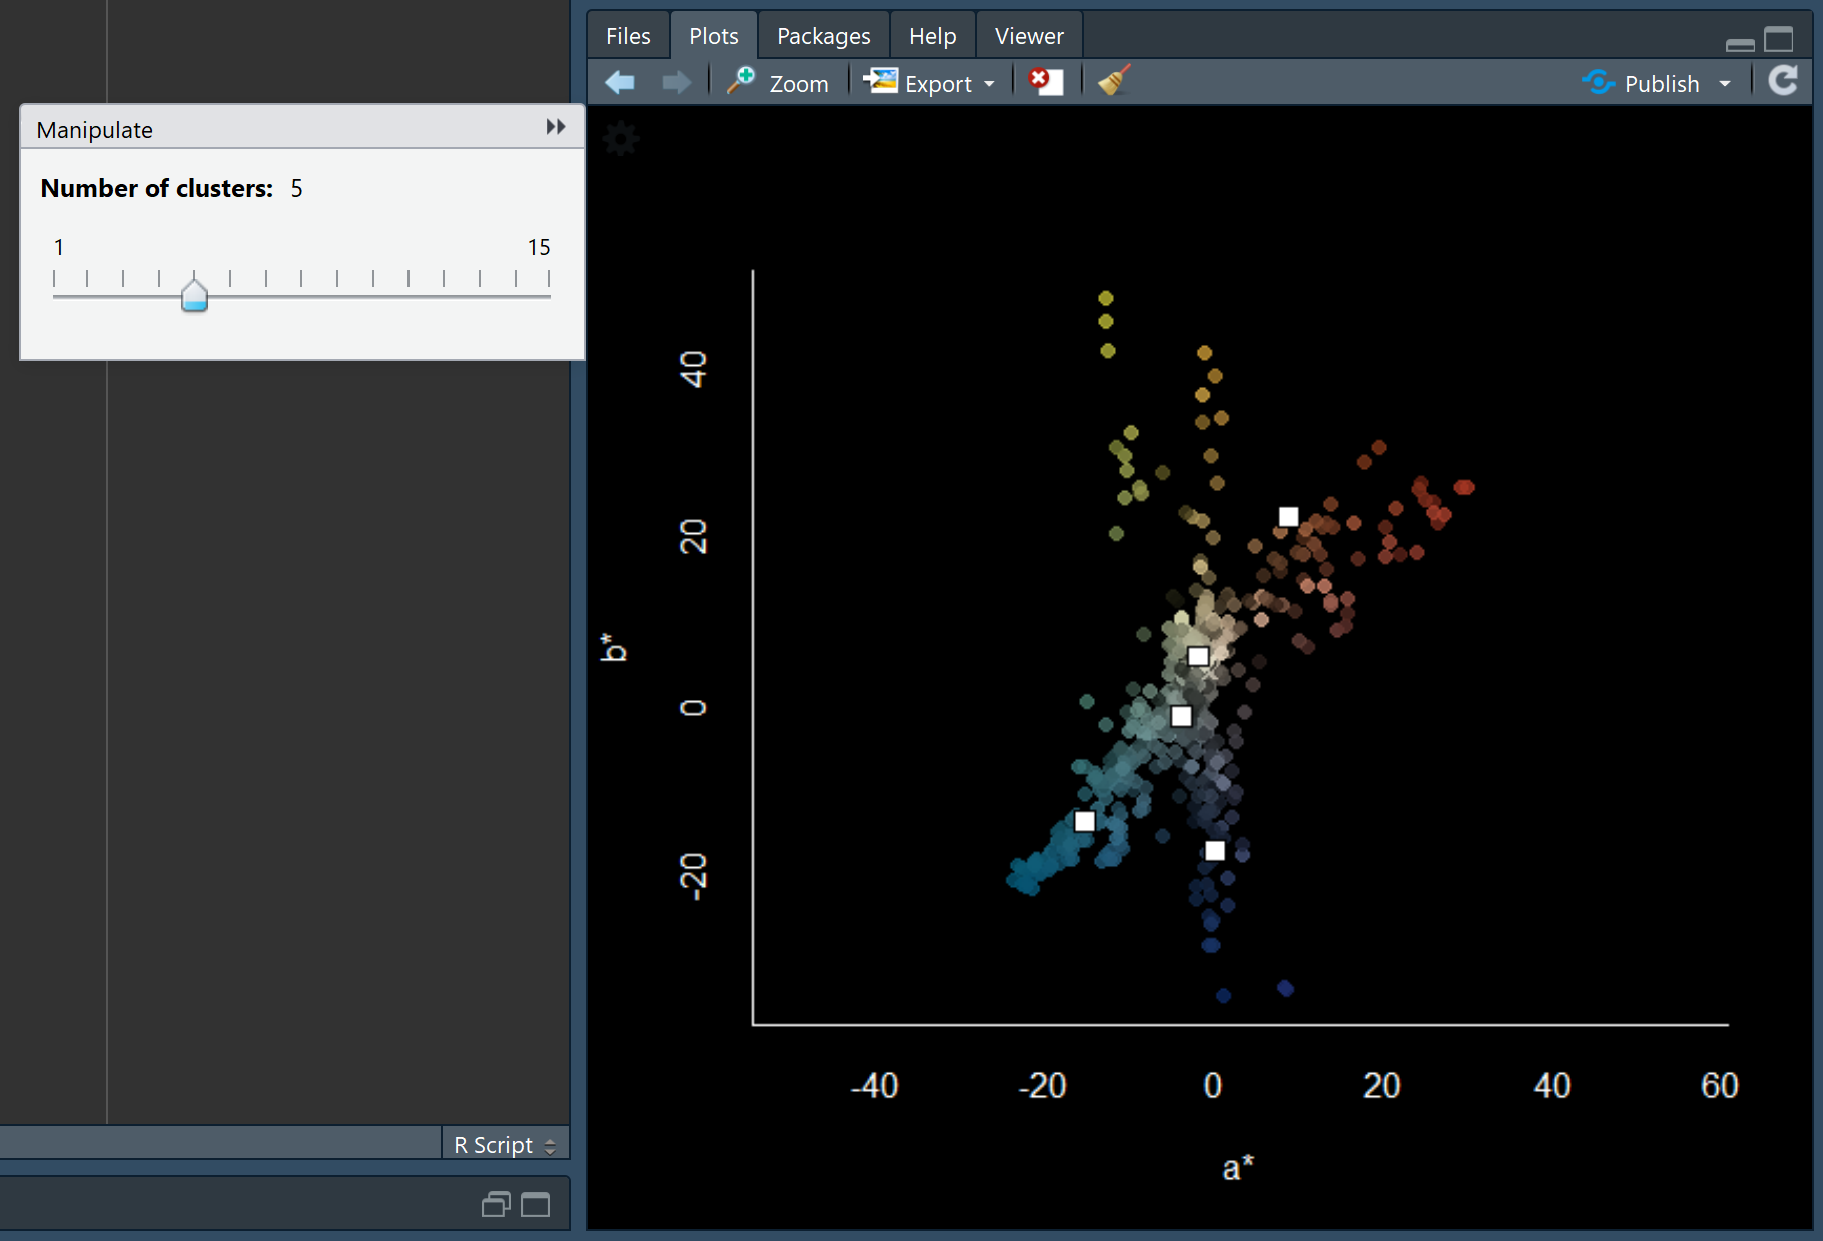 Files Plots Packages Help Viewer
Zoom Export Publish
Manipulate
Number of clusters: 5
1 15
40
20
b*
0
-20
-40 -20 0 20 40 60
a*
R Script